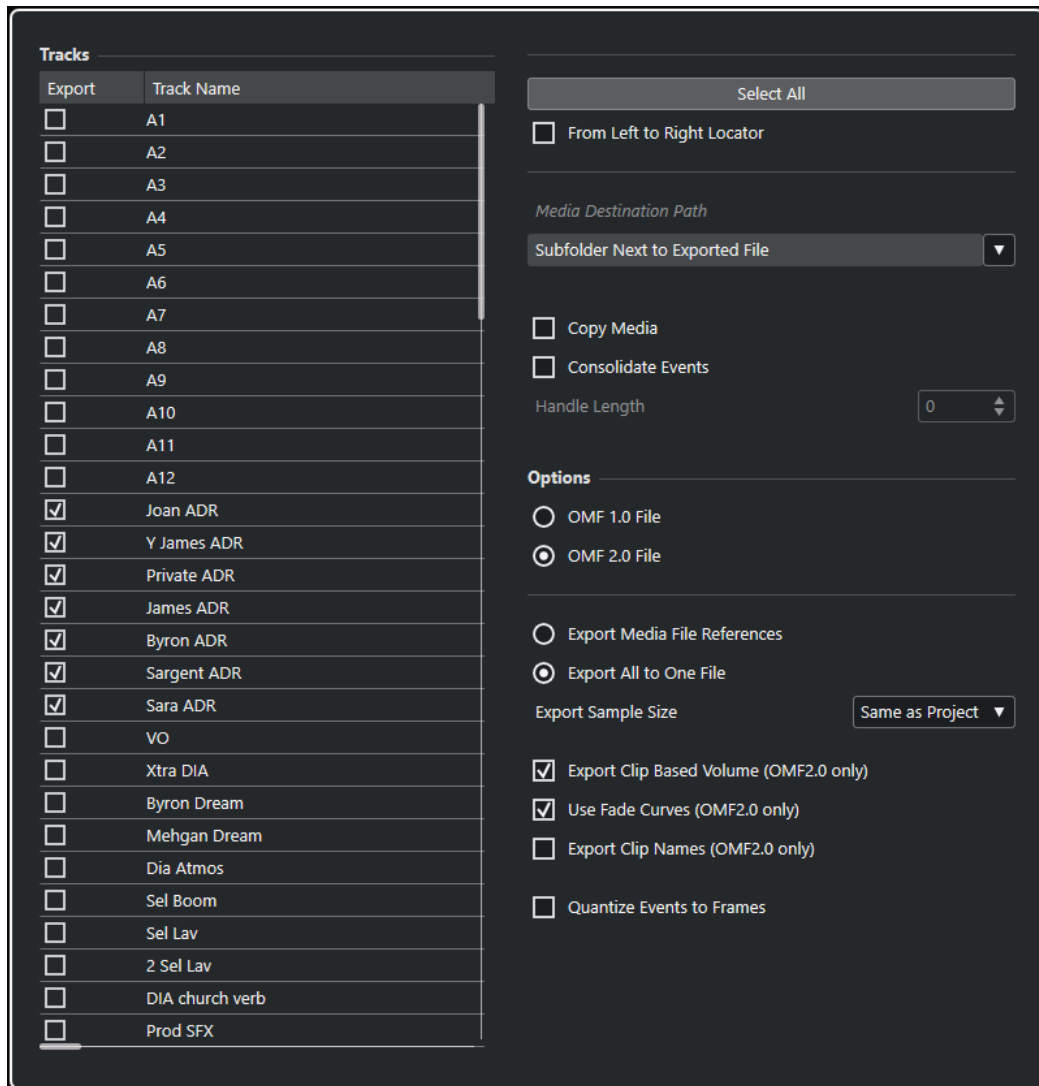 Tracks
Export Track Name
A1
A2
A3
A4
A5
A6
A7
A8
A9
A10
A11
A12
Joan ADR
Y James ADR
Private ADR
James ADR
Byron ADR
Sargent ADR
Sara ADR
VO
Xtra DIA
Byron Dream
Mehgan Dream
Dia Atmos
Sel Boom
Sel Lav
2 Sel Lav
DIA church verb
Prod SFX
Select All
From Left to Right Locator
Media Destination Path
Subfolder Next to Exported File
Copy Media
Consolidate Events
Handle Length 0
Options
OMF 1.0 File
OMF 2.0 File
Export Media File References
Export All to One File
Export Sample Size Same as Project
Export Clip Based Volume (OMF2.0 only)
Use Fade Curves (OMF2.0 only)
Export Clip Names (OMF2.0 only)
Quantize Events to Frames